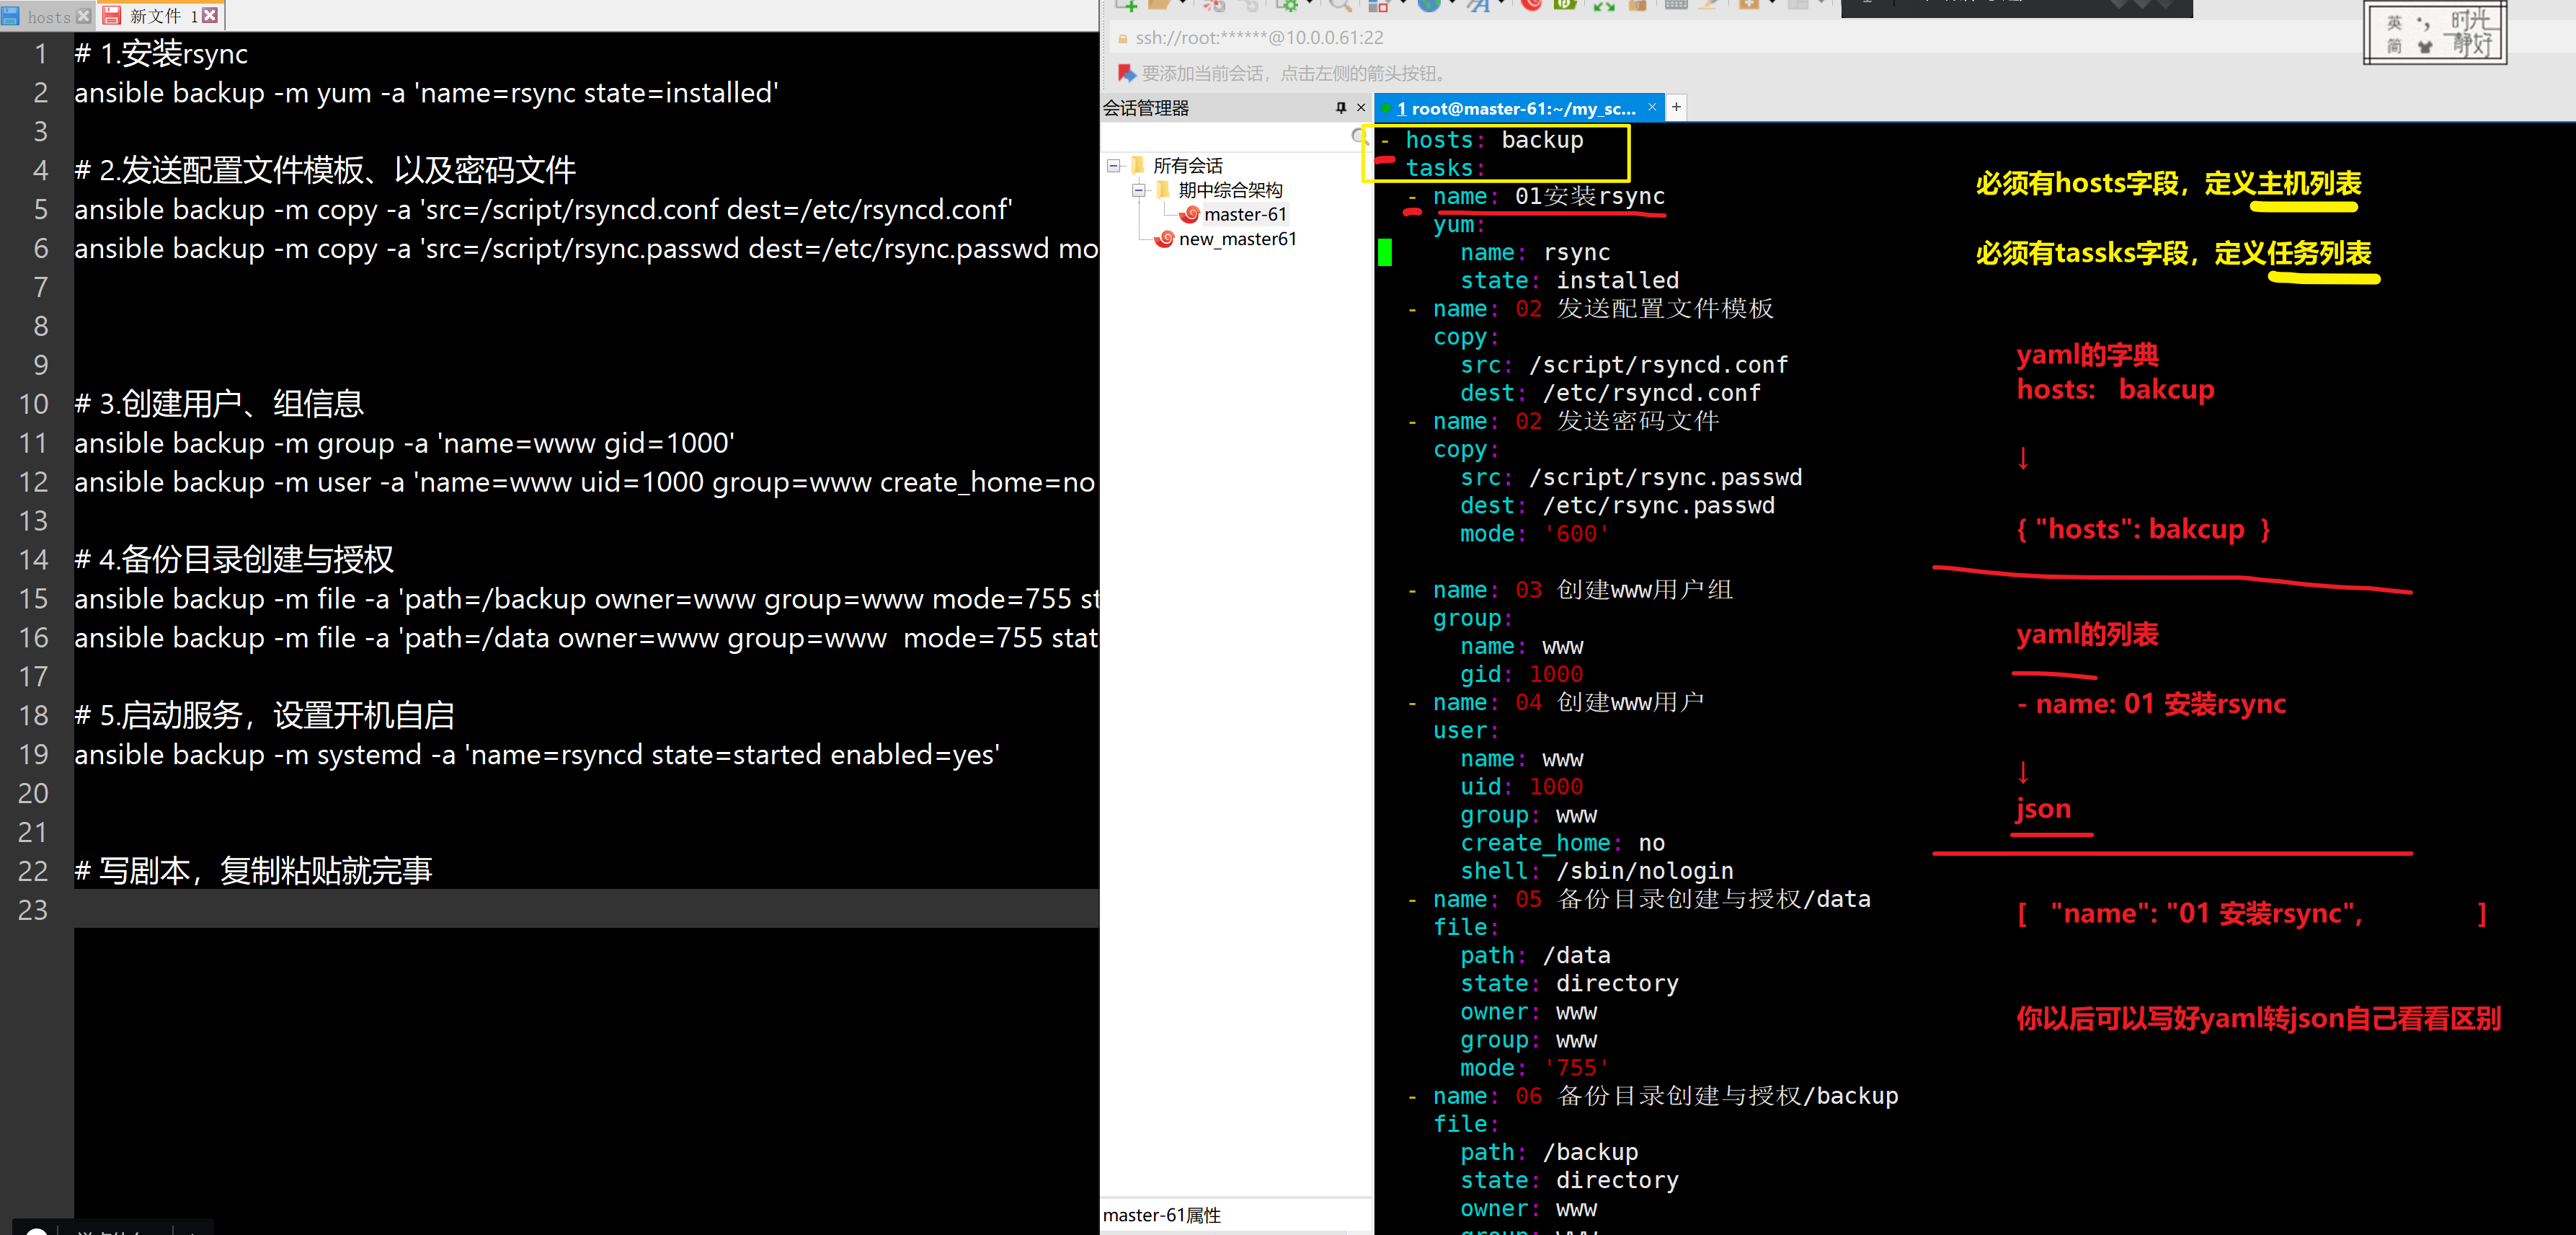 hosts
新文件 1
1 # 1.安装rsync
2 ansible backup -m yum -a 'name=rsync state=installed'
3
4 # 2.发送配置文件模板、以及密码文件
5 ansible backup -m copy -a 'src=/script/rsyncd.conf dest=/etc/rsyncd.conf'
6 ansible backup -m copy -a 'src=/script/rsync.passwd dest=/etc/rsync.passwd mo
7
8
9
10 # 3.创建用户、组信息
11 ansible backup -m group -a 'name=www gid=1000'
12 ansible backup -m user -a 'name=www uid=1000 group=www create_home=no
13
14 # 4.备份目录创建与授权
15 ansible backup -m file -a 'path=/backup owner=www group=www mode=755 st
16 ansible backup -m file -a 'path=/data owner=www group=www  mode=755 stat
17
18 # 5.启动服务，设置开机自启
19 ansible backup -m systemd -a 'name=rsyncd state=started enabled=yes'
20
21
22 # 写剧本，复制粘贴就完事
23
ssh://root:******@10.0.0.61:22
要添加当前会话，点击左侧的箭头按钮。
会话管理器
所有会话
期中综合架构
master-61
new_master61
master-61属性
1 root@master-61:~/my_sc... × +
- hosts: backup
  tasks:
  - name: 01安装rsync
    yum:
      name: rsync
      state: installed
  - name: 02 发送配置文件模板
    copy:
      src: /script/rsyncd.conf
      dest: /etc/rsyncd.conf
  - name: 02 发送密码文件
    copy:
      src: /script/rsync.passwd
      dest: /etc/rsync.passwd
      mode: '600'
  - name: 03 创建www用户组
    group:
      name: www
      gid: 1000
  - name: 04 创建www用户
    user:
      name: www
      uid: 1000
      group: www
      create_home: no
      shell: /sbin/nologin
  - name: 05 备份目录创建与授权/data
    file:
      path: /data
      state: directory
      owner: www
      group: www
      mode: '755'
  - name: 06 备份目录创建与授权/backup
    file:
      path: /backup
      state: directory
      owner: www
      group: www
必须有hosts字段，定义主机列表
必须有tassks字段，定义任务列表
yaml的字典
hosts: bakcup
↓
{ "hosts": bakcup }
yaml的列表
- name: 01 安装rsync
↓
json
[ "name": "01 安装rsync", ]
你以后可以写好yaml转json自己看看区别
英 简
时光
静好